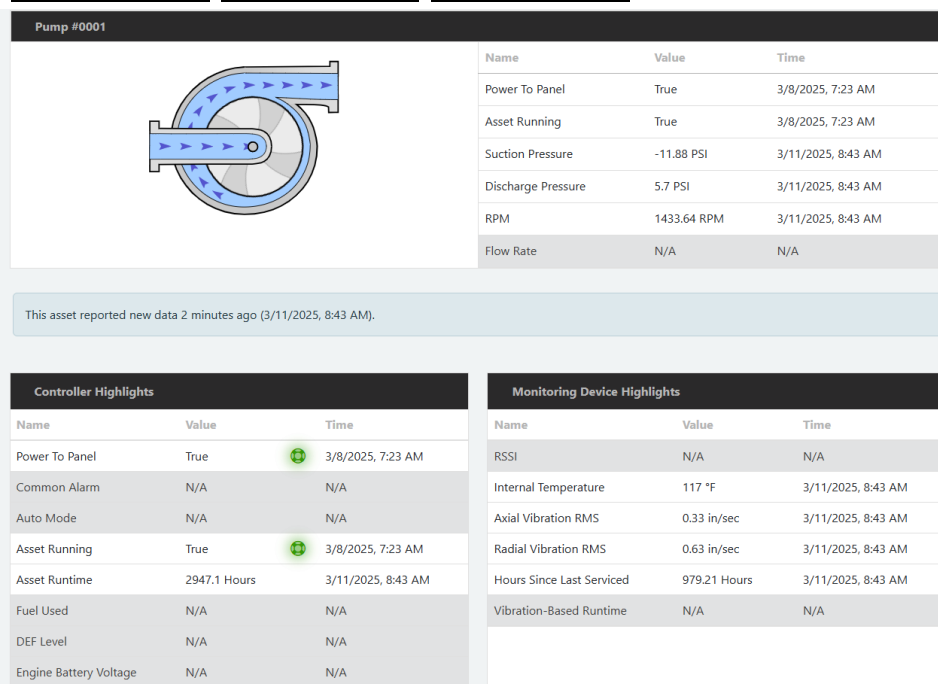 Pump #0001
Name Value Time
Power To Panel True 3/8/2025, 7:23 AM
Asset Running True 3/8/2025, 7:23 AM
Suction Pressure -11.88 PSI 3/11/2025, 8:43 AM
Discharge Pressure 5.7 PSI 3/11/2025, 8:43 AM
RPM 1433.64 RPM 3/11/2025, 8:43 AM
Flow Rate N/A N/A
This asset reported new data 2 minutes ago (3/11/2025, 8:43 AM).
Controller Highlights
Name Value Time
Power To Panel True 3/8/2025, 7:23 AM
Common Alarm N/A N/A
Auto Mode N/A N/A
Asset Running True 3/8/2025, 7:23 AM
Asset Runtime 2947.1 Hours 3/11/2025, 8:43 AM
Fuel Used N/A N/A
DEF Level N/A N/A
Engine Battery Voltage N/A N/A
Monitoring Device Highlights
Name Value Time
RSSI N/A N/A
Internal Temperature 117 °F 3/11/2025, 8:43 AM
Axial Vibration RMS 0.33 in/sec 3/11/2025, 8:43 AM
Radial Vibration RMS 0.63 in/sec 3/11/2025, 8:43 AM
Hours Since Last Serviced 979.21 Hours 3/11/2025, 8:43 AM
Vibration-Based Runtime N/A N/A